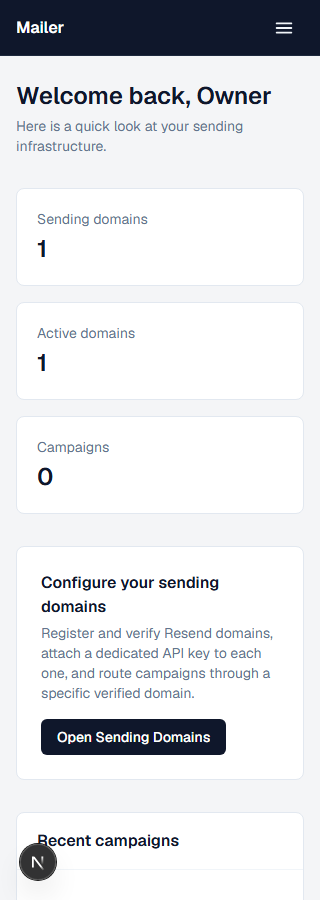 Mailer
Welcome back, Owner
Here is a quick look at your sending
infrastructure.
Sending domains
1
Active domains
1
Campaigns
0
Configure your sending
domains
Register and verify Resend domains,
attach a dedicated API key to each
one, and route campaigns through a
specific verified domain.
Open Sending Domains
Recent campaigns
N